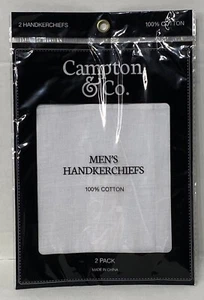 2 HANDKERCHIEFS 100% COTTON
Campton
& Co.
MEN'S
HANDKERCHIEFS
100% COTTON
2 PACK
MADE IN CHINA